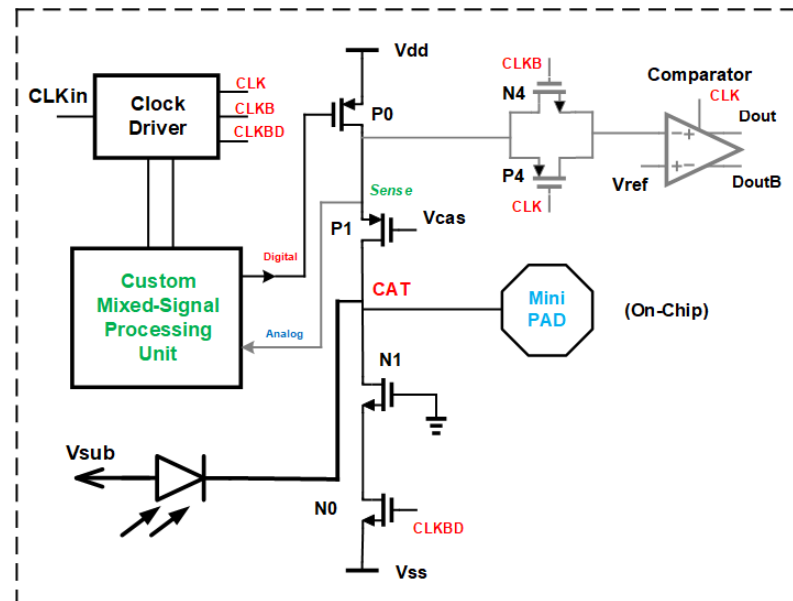 Vdd
CLKin
Clock
Driver
CLK
CLKB
CLKBD
P0
CLKB
N4
Comparator
CLK
Dout
Vref
DoutB
P4
CLK
Sense
P1
Vcas
Custom
Mixed-Signal
Processing
Unit
Digital
Analog
CAT
Mini
PAD
(On-Chip)
N1
Vsub
N0
CLKBD
Vss